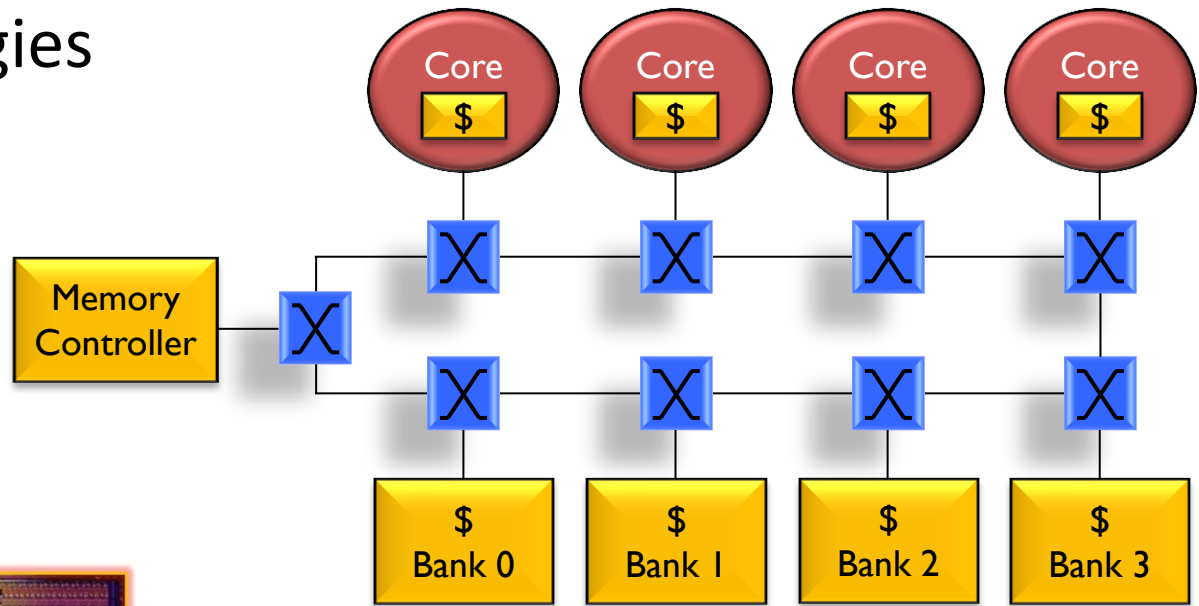 gies
Core Core Core Core
$ $ $ $
Memory
Controller
$ $ $ $
Bank 0 Bank 1 Bank 2 Bank 3